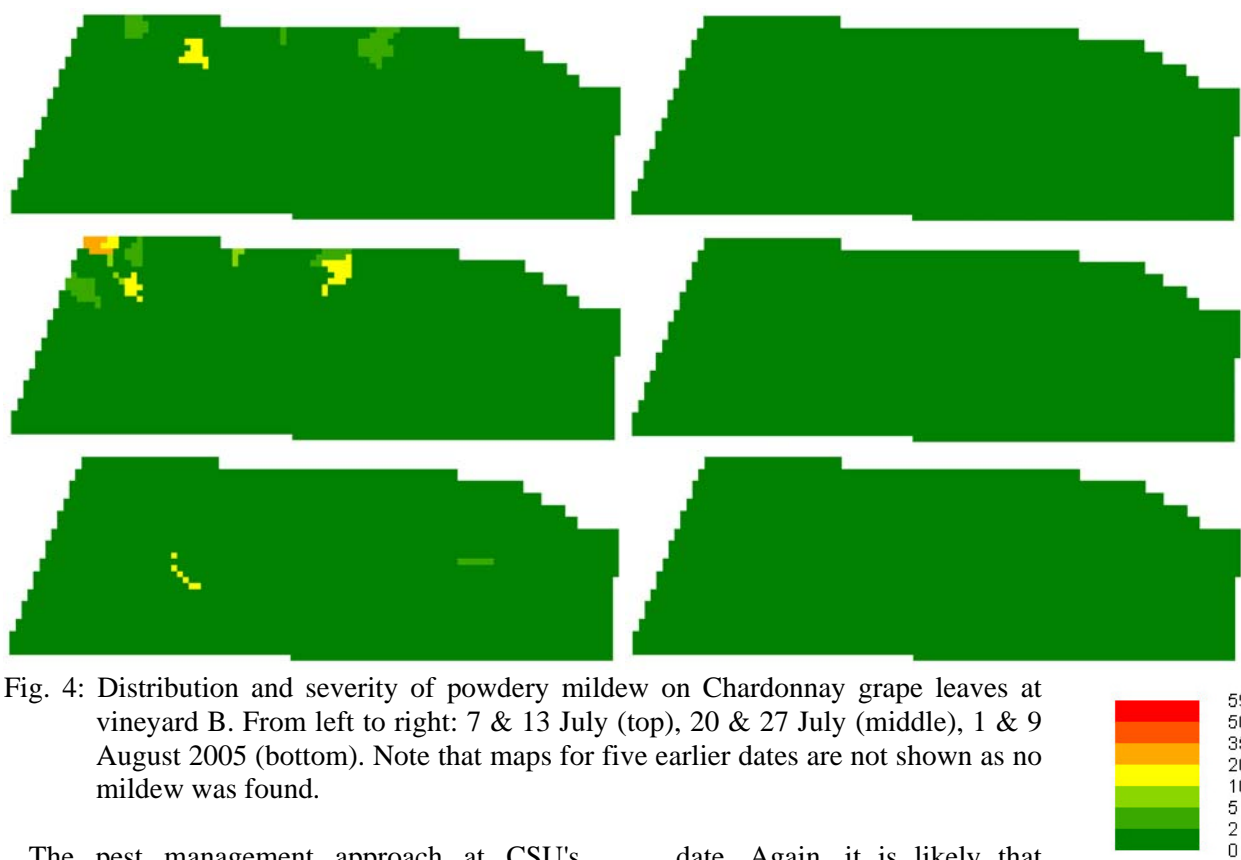 Fig. 4: Distribution and severity of powdery mildew on Chardonnay grape leaves at
vineyard B. From left to right: 7 & 13 July (top), 20 & 27 July (middle), 1 & 9
August 2005 (bottom). Note that maps for five earlier dates are not shown as no
mildew was found.
5
2
0
The pest management approach at CSU's
date. Again, it is likely that